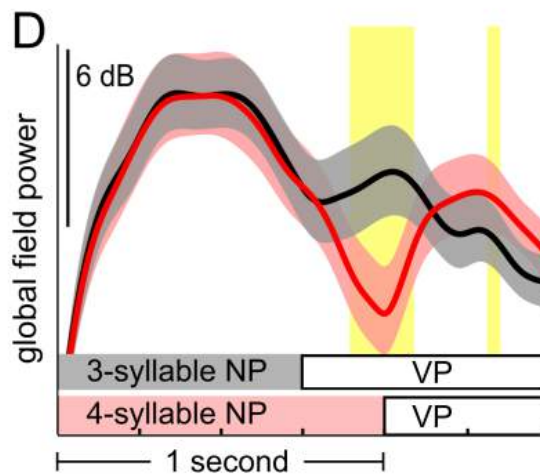 D
6 dB
global field power
3-syllable NP VP
4-syllable NP VP
1 second